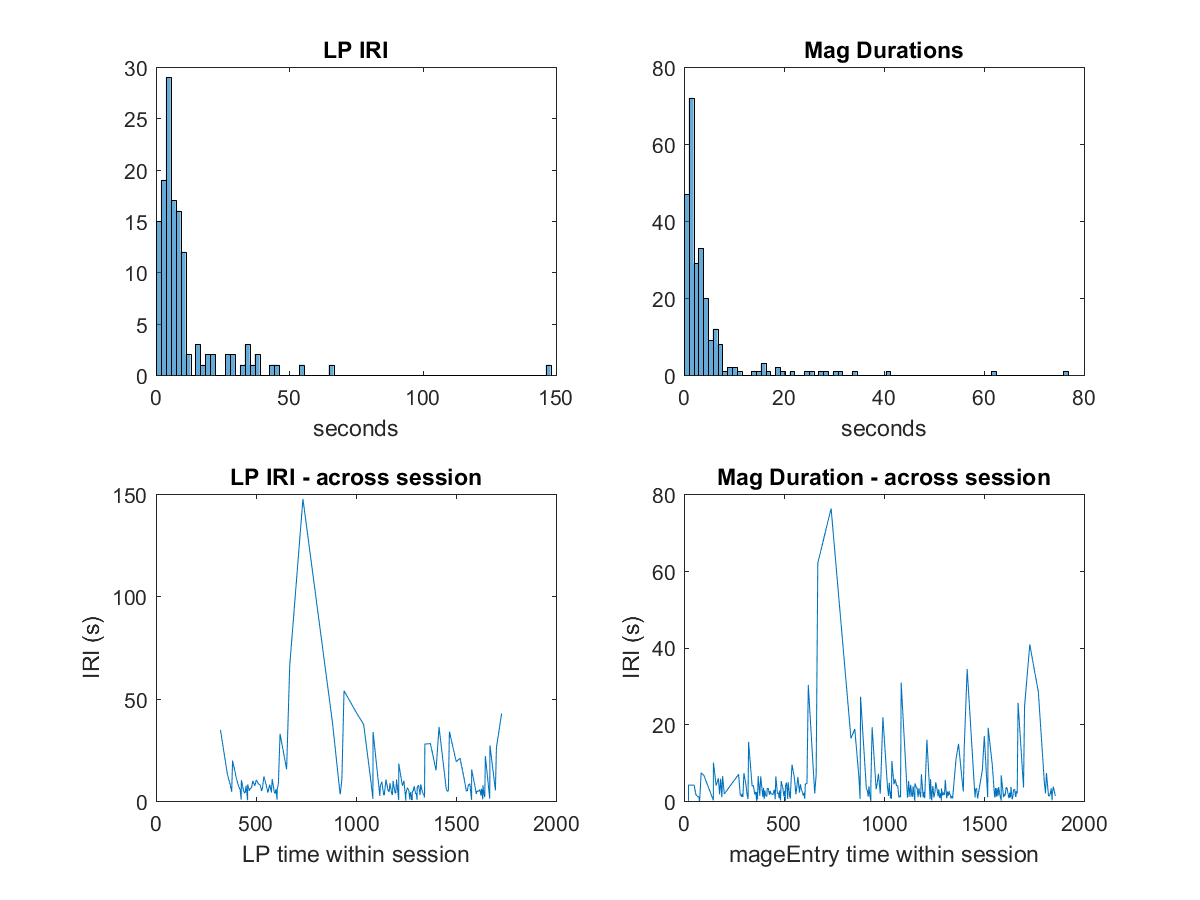 LP IRI
30
25
20
15
10
5
0
0 50 100 150
seconds
Mag Durations
80
60
40
20
0
0 20 40 60 80
seconds
LP IRI - across session
150
100
50
0
IRI (s)
0 500 1000 1500 2000
LP time within session
Mag Duration - across session
80
60
40
20
0
IRI (s)
0 500 1000 1500 2000
mageEntry time within session